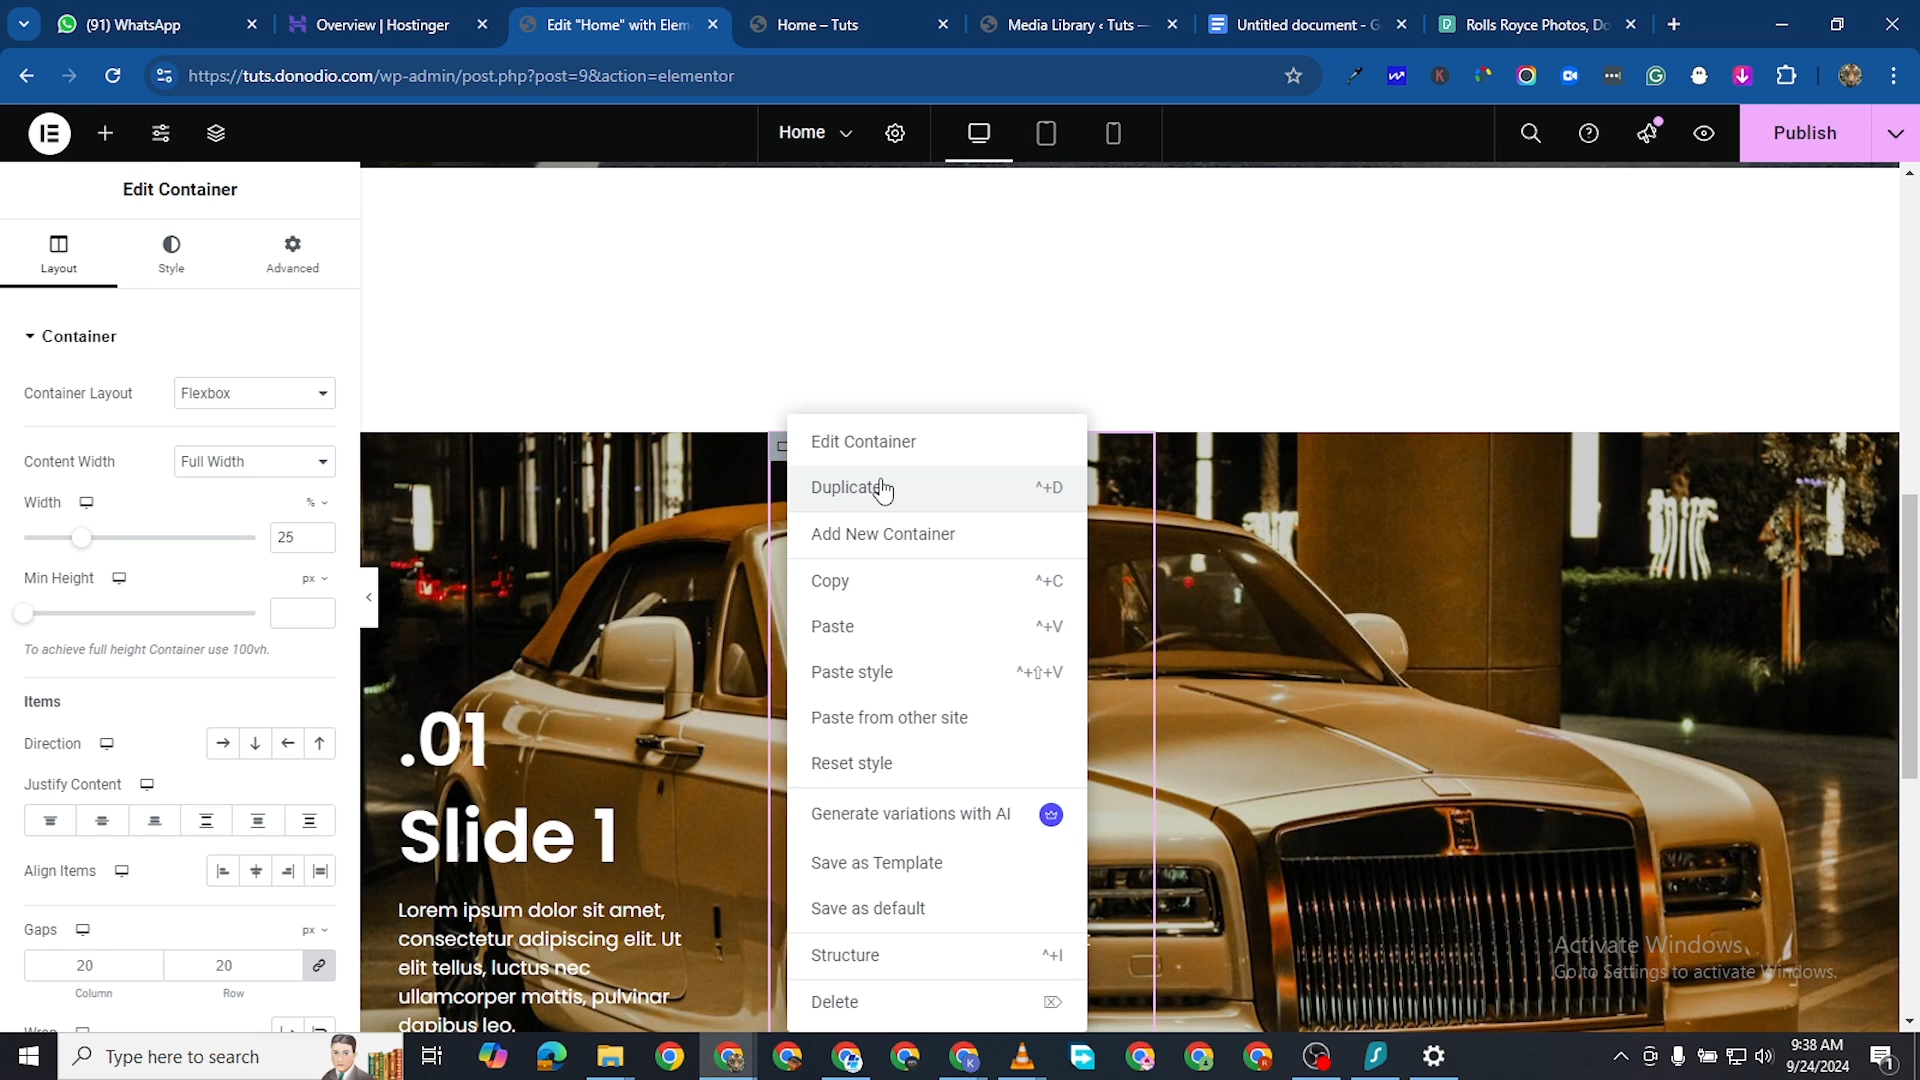 (91) WhatsApp
Overview | Hostinger
Edit "Home" with Elem
Home – Tuts
Media Library ‹ Tuts —
Untitled document - G
Rolls Royce Photos, Do
https://tuts.donodio.com/wp-admin/post.php?post=9&action=elementor
Home
Publish
Edit Container
Layout
Style
Advanced
Container
Container Layout
Flexbox
Content Width
Full Width
Width
%
25
Min Height
px
To achieve full height Container use 100vh.
Items
Direction
Justify Content
Align Items
Gaps
px
20
20
Column
Row
Wrap
Edit Container
Duplicate
^+D
Add New Container
Copy
^+C
Paste
^+V
Paste style
^+⇧+V
Paste from other site
Reset style
Generate variations with AI
Save as Template
Save as default
Structure
^+I
Delete
.01
Slide 1
Lorem ipsum dolor sit amet,
consectetur adipiscing elit. Ut
elit tellus, luctus nec
ullamcorper mattis, pulvinar
dapibus leo.
Activate Windows
Go to Settings to activate Windows.
Type here to search
9:38 AM
9/24/2024
1